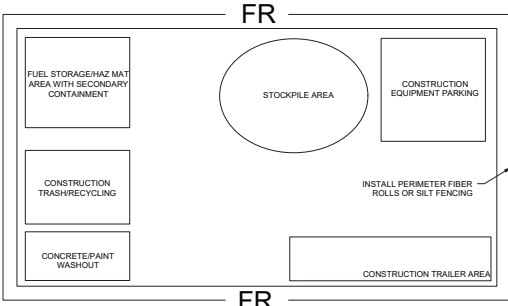 FR
FUEL STORAGE/HAZ MAT
AREA WITH SECONDARY
CONTAINMENT
STOCKPILE AREA
CONSTRUCTION
EQUIPMENT PARKING
CONSTRUCTION
TRASH/RECYCLING
INSTALL PERIMETER FIBER
ROLLS OR SILT FENCING
CONCRETE/PAINT
WASHOUT
CONSTRUCTION TRAILER AREA
FR